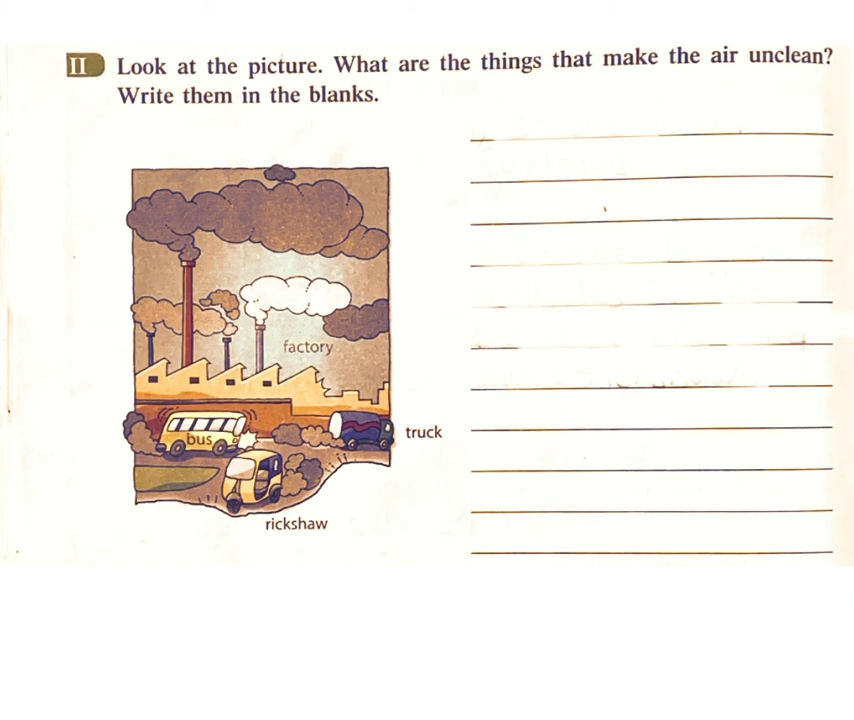 II Look at the picture. What are the things that make the air unclean?
Write them in the blanks.
factory
bus
truck
rickshaw